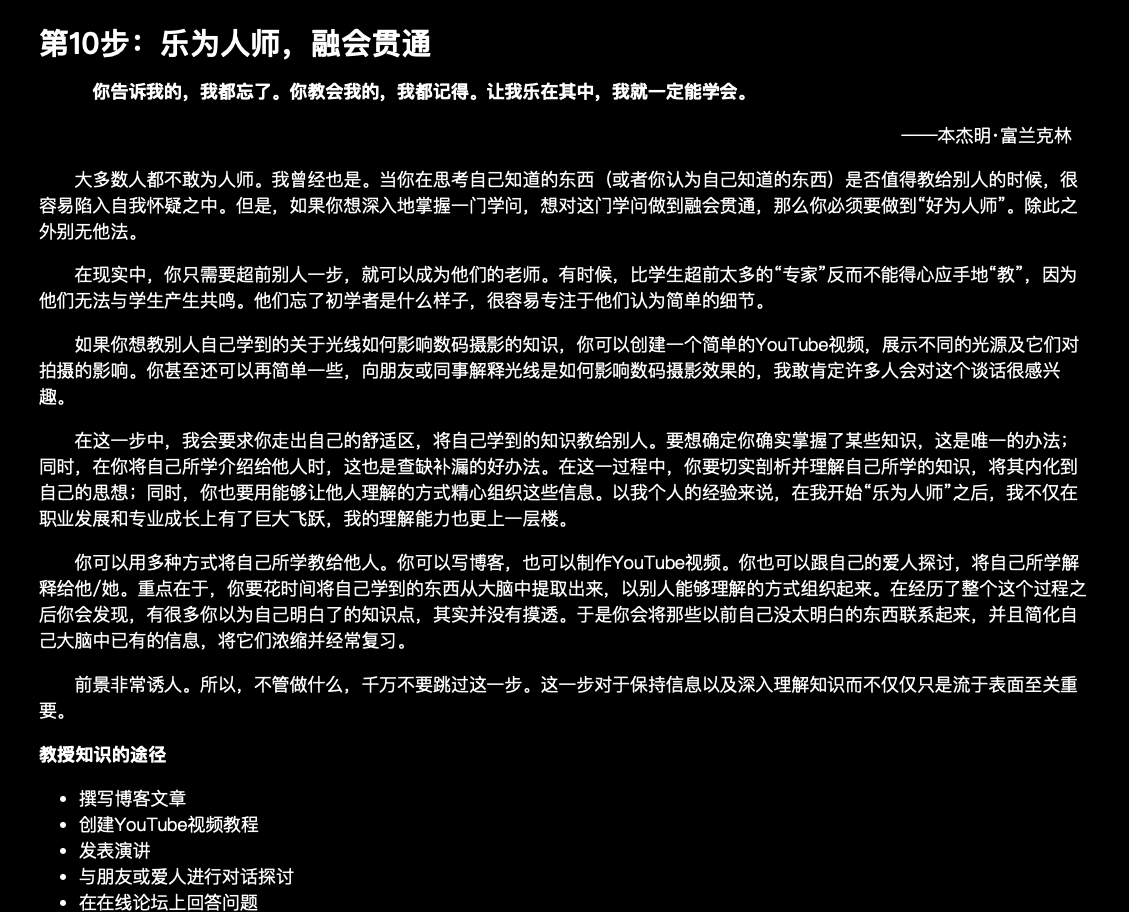 第10步：乐为人师，融会贯通
你告诉我的，我都忘了。你教会我的，我都记得。让我乐在其中，我就一定能学会。
——本杰明·富兰克林
大多数人都不敢为人师。我曾经也是。当你在思考自己知道的东西（或者你认为自己知道的东西）是否值得教给别人的时候，很
容易陷入自我怀疑之中。但是，如果你想深入地掌握一门学问，想对这门学问做到融会贯通，那么你必须要做到“好为人师”。除此之
外别无他法。
在现实中，你只需要超前别人一步，就可以成为他们的老师。有时候，比学生超前太多的“专家”反而不能得心应手地“教”，因为
他们无法与学生产生共鸣。他们忘了初学者是什么样子，很容易专注于他们认为简单的细节。
如果你想教别人自己学到的关于光线如何影响数码摄影的知识，你可以创建一个简单的YouTube视频，展示不同的光源及它们对
拍摄的影响。你甚至还可以再简单一些，向朋友或同事解释光线是如何影响数码摄影效果的，我敢肯定许多人会对这个谈话很感兴
趣。
在这一步中，我会要求你走出自己的舒适区，将自己学到的知识教给别人。要想确定你确实掌握了某些知识，这是唯一的办法；
同时，在你将自己所学介绍给他人时，这也是查缺补漏的好办法。在这一过程中，你要切实剖析并理解自己所学的知识，将其内化到
自己的思想；同时，你也要用能够让他人理解的方式精心组织这些信息。以我个人的经验来说，在我开始“乐为人师”之后，我不仅在
职业发展和专业成长上有了巨大飞跃，我的理解能力也更上一层楼。
你可以用多种方式将自己所学教给他人。你可以写博客，也可以制作YouTube视频。你也可以跟自己的爱人探讨，将自己所学解
释给他/她。重点在于，你要花时间将自己学到的东西从大脑中提取出来，以别人能够理解的方式组织起来。在经历了整个这个过程之
后你会发现，有很多你以为自己明白了的知识点，其实并没有摸透。于是你会将那些以前自己没太明白的东西联系起来，并且简化自
己大脑中已有的信息，将它们浓缩并经常复习。
前景非常诱人。所以，不管做什么，千万不要跳过这一步。这一步对于保持信息以及深入理解知识而不仅仅只是流于表面至关重
要。
教授知识的途径
• 撰写博客文章
• 创建YouTube视频教程
• 发表演讲
• 与朋友或爱人进行对话探讨
• 在在线论坛上回答问题